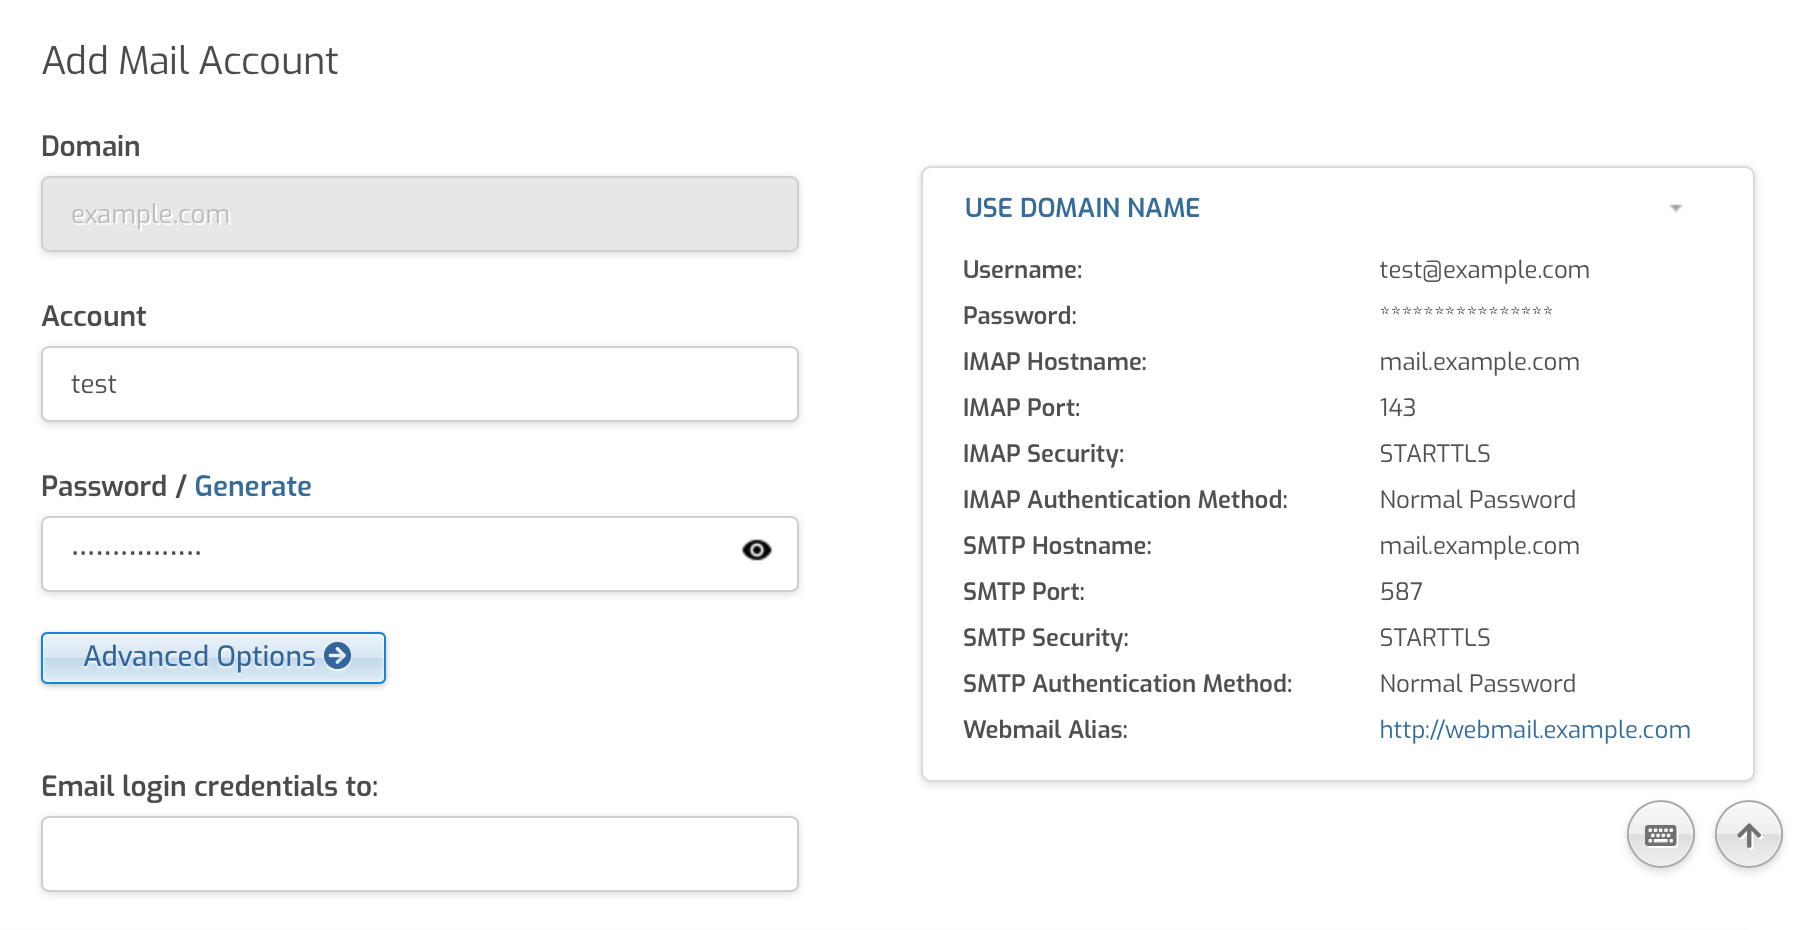 Add Mail Account
Domain
example.com
Account
test
Password / Generate
••••••••••••••••
Advanced Options
Email login credentials to:
USE DOMAIN NAME
Username: test@example.com
Password: ****************
IMAP Hostname: mail.example.com
IMAP Port: 143
IMAP Security: STARTTLS
IMAP Authentication Method: Normal Password
SMTP Hostname: mail.example.com
SMTP Port: 587
SMTP Security: STARTTLS
SMTP Authentication Method: Normal Password
Webmail Alias: http://webmail.example.com